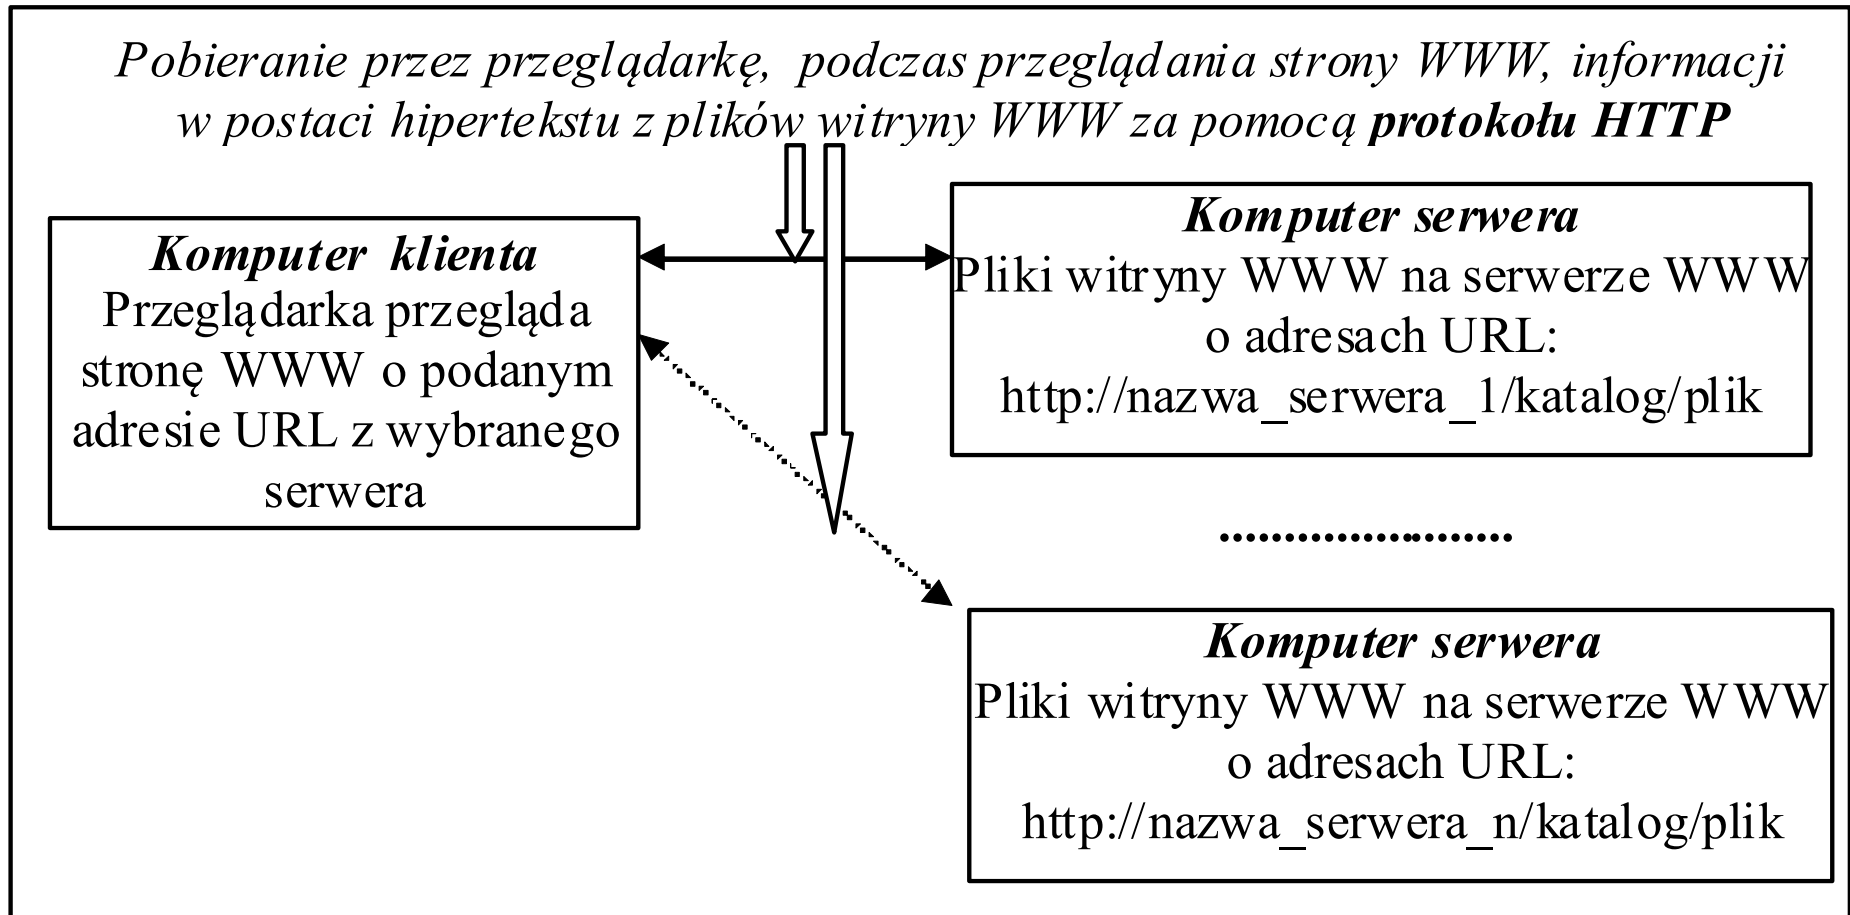 Pobieranie przez przeglądarkę, podczas przeglądania strony WWW, informacji
w postaci hipertekstu z plików witryny WWW za pomocą protokołu HTTP
Komputer klienta
Przeglądarka przegląda
stronę WWW o podanym
adresie URL z wybranego
serwera
Komputer serwera
Pliki witryny WWW na serwerze WWW
o adresach URL:
http://nazwa_serwera_1/katalog/plik
.......................
Komputer serwera
Pliki witryny WWW na serwerze WWW
o adresach URL:
http://nazwa_serwera_n/katalog/plik